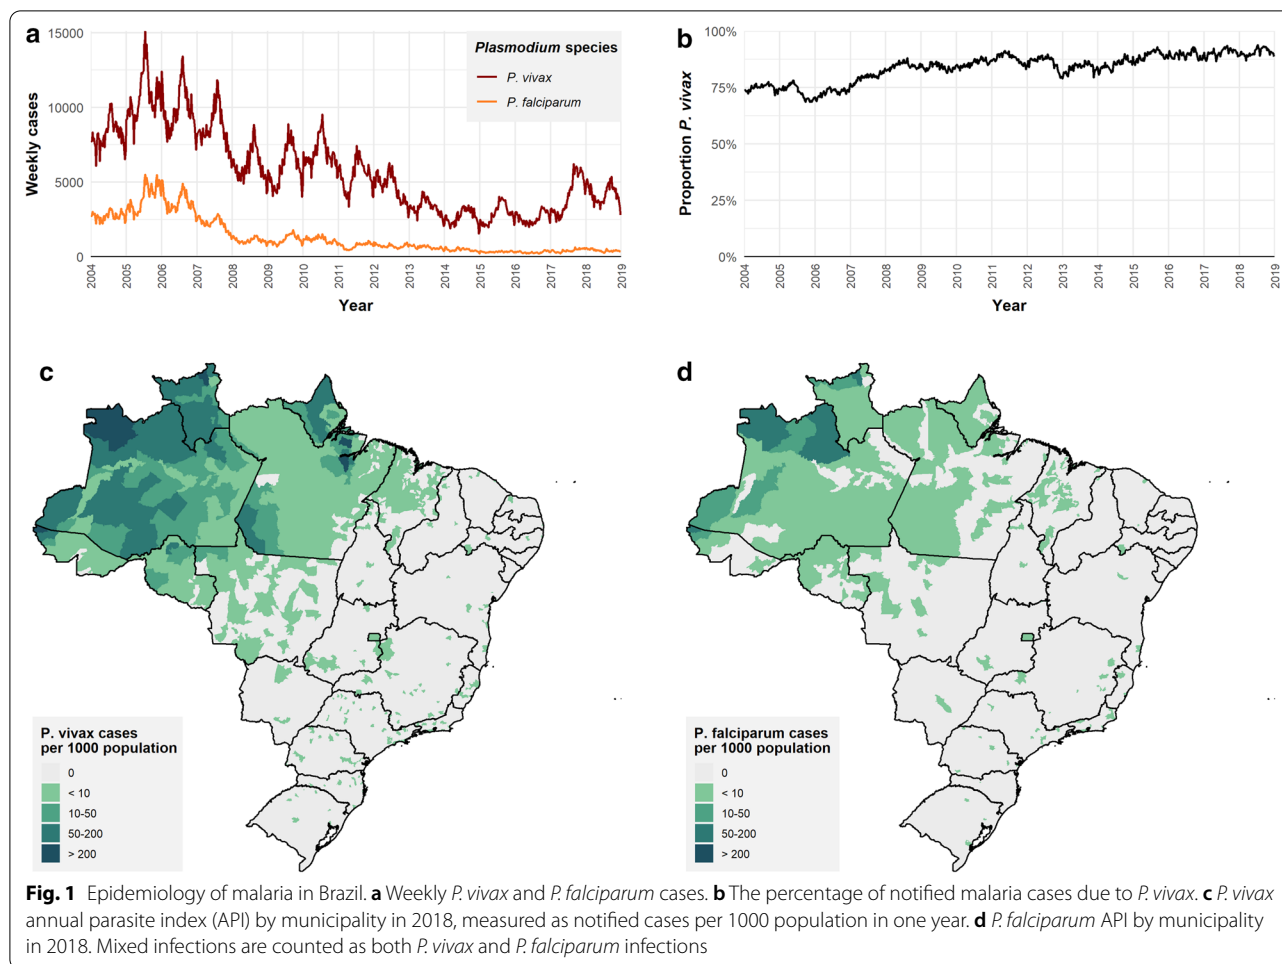 a
15000
10000
5000
0
Weekly cases
Plasmodium species
P. vivax
P. falciparum
2004
2005
2006
2007
2008
2009
2010
2011
2012
2013
2014
2015
2016
2017
2018
2019
Year
b
100%
75%
50%
25%
0%
Proportion P. vivax
2004
2005
2006
2007
2008
2009
2010
2011
2012
2013
2014
2015
2016
2017
2018
2019
Year
c
P. vivax cases
per 1000 population
0
< 10
10-50
50-200
> 200
d
P. falciparum cases
per 1000 population
0
< 10
10-50
50-200
> 200
Fig. 1 Epidemiology of malaria in Brazil. a Weekly P. vivax and P. falciparum cases. b The percentage of notified malaria cases due to P. vivax. c P. vivax
annual parasite index (API) by municipality in 2018, measured as notified cases per 1000 population in one year. d P. falciparum API by municipality
in 2018. Mixed infections are counted as both P. vivax and P. falciparum infections